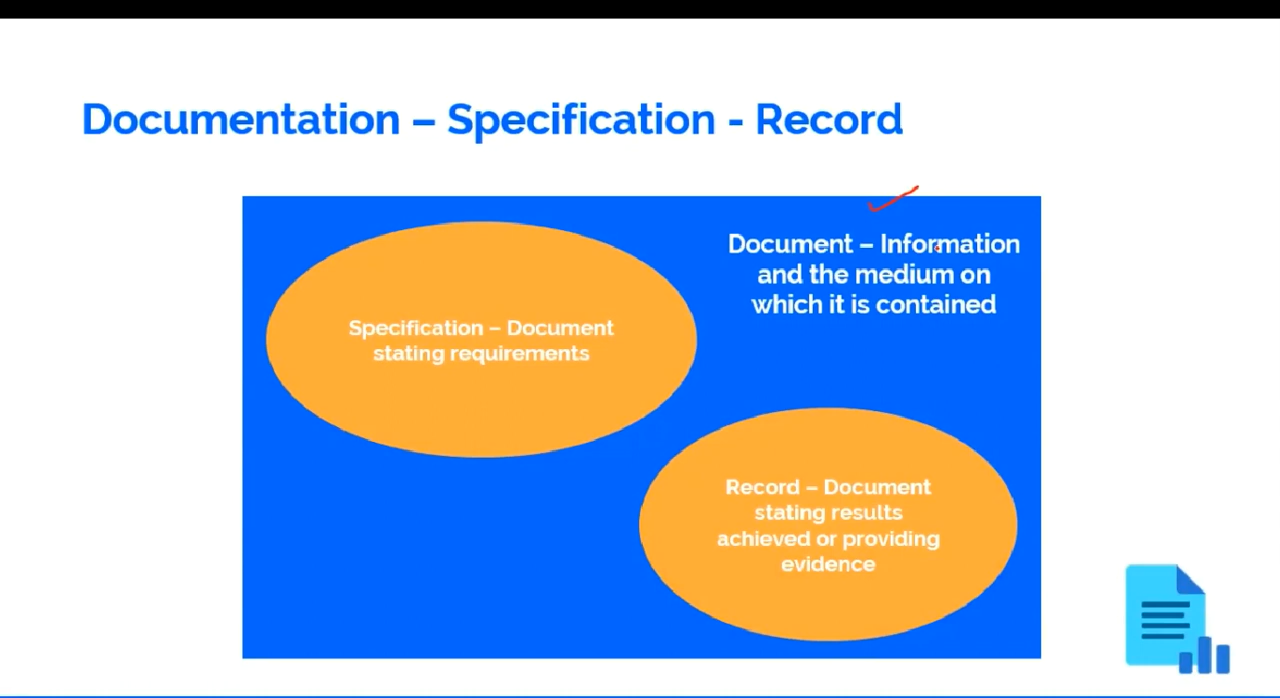 Documentation – Specification - Record
Document – Information
and the medium on
which it is contained
Specification – Document
stating requirements
Record – Document
stating results
achieved or providing
evidence